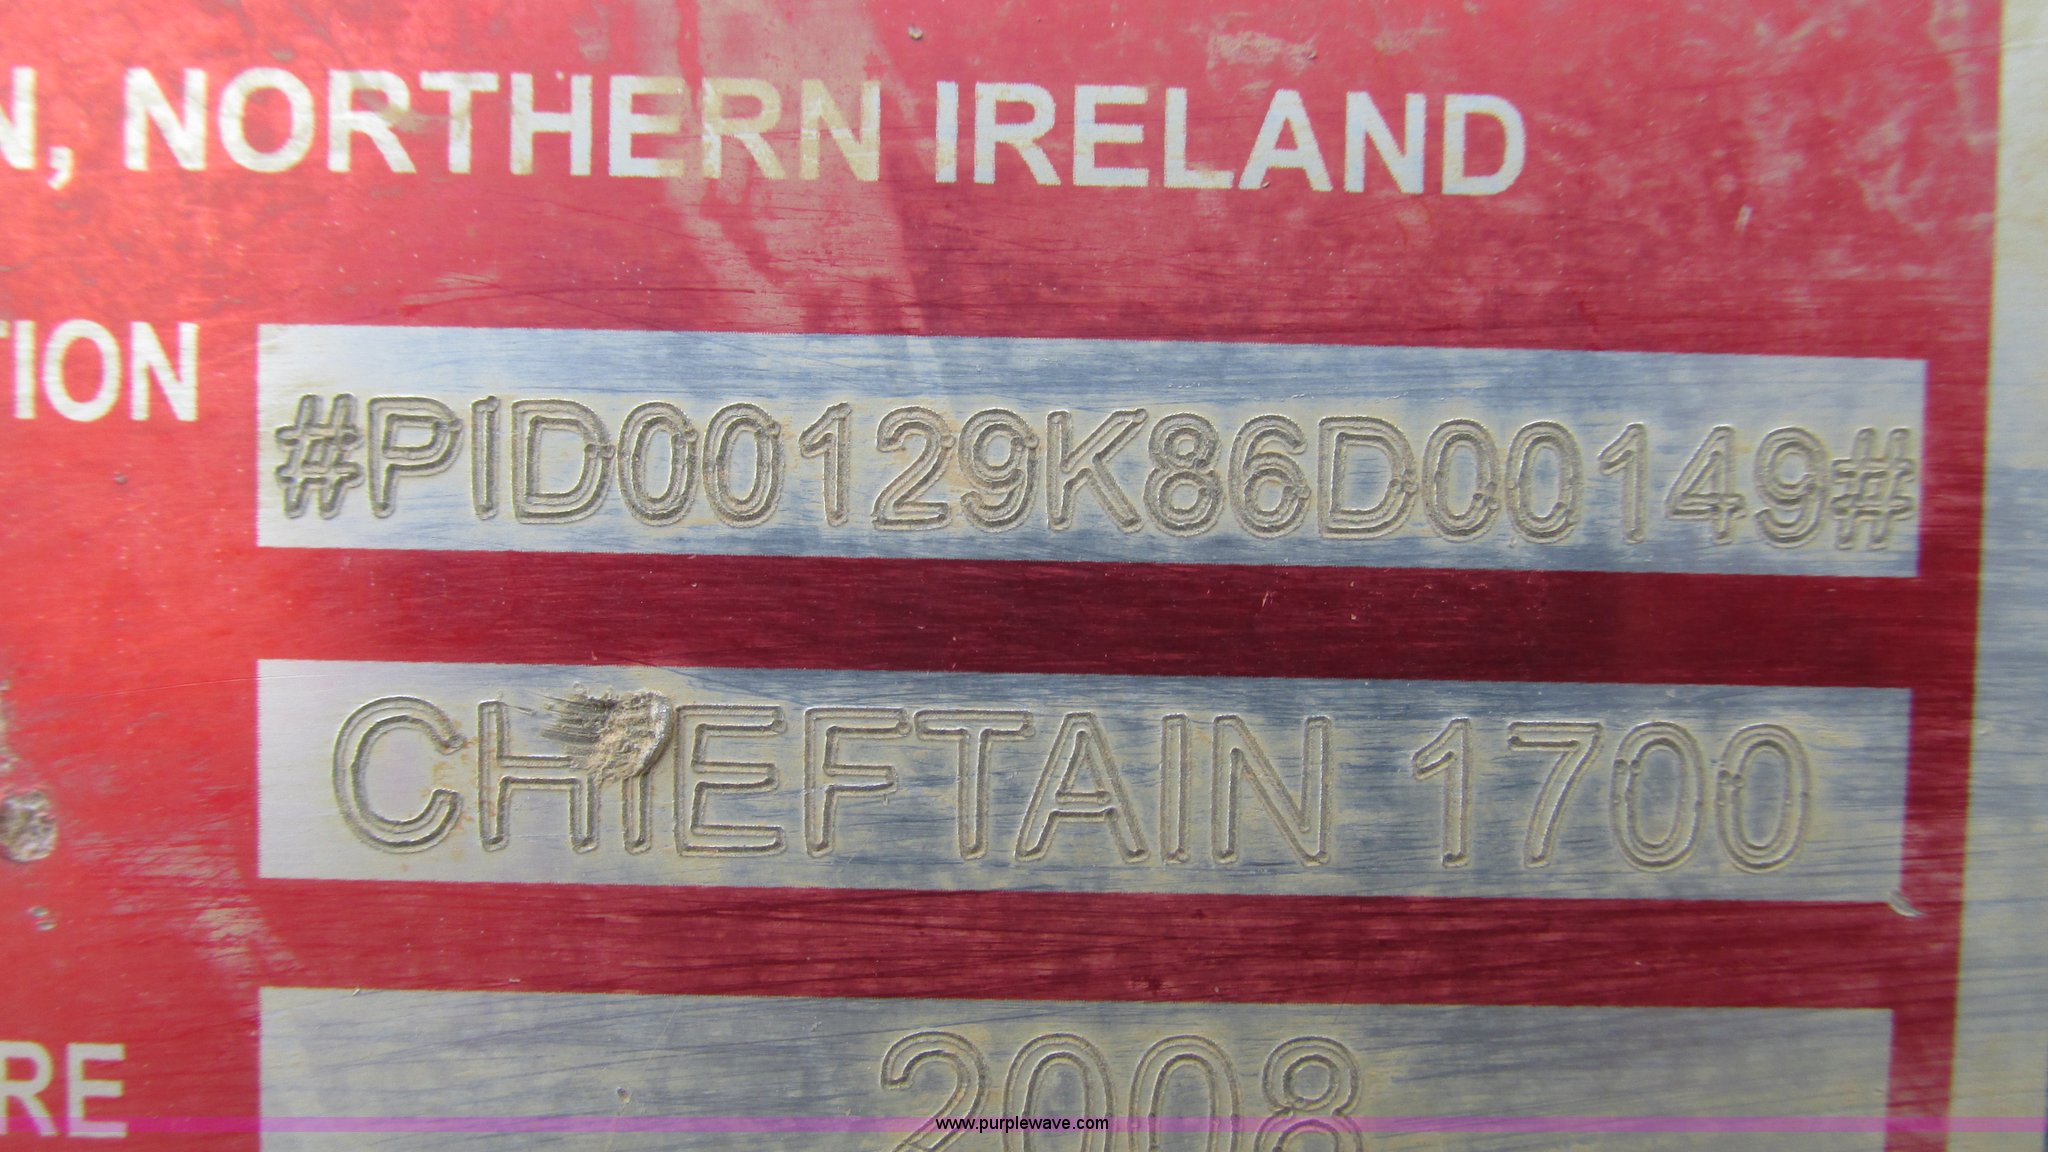 N, NORTHERN IRELAND
TION #PID00129K86D00149#
CHIEFTAIN 1700
RE 2008
www.purplewave.com